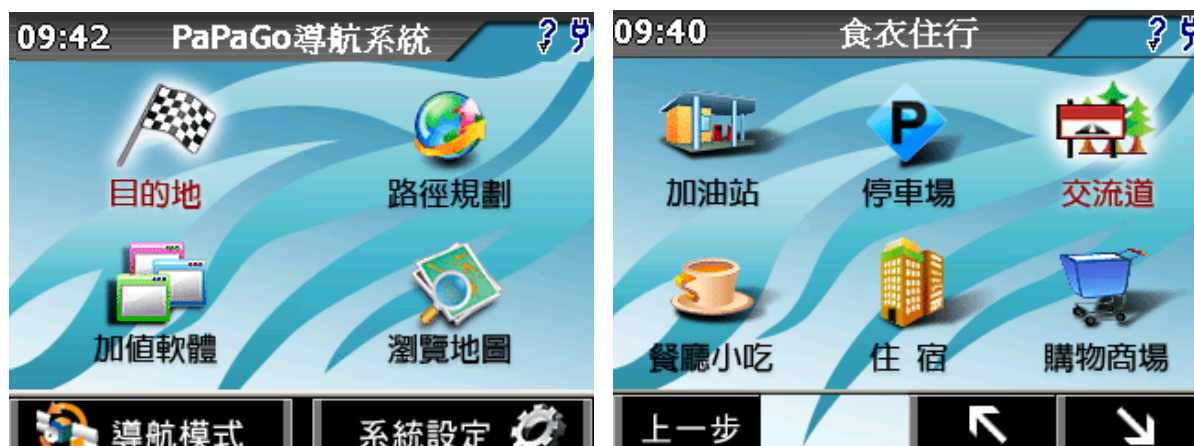 09:42 PaPaGo導航系統
目的地 路徑規劃
加值軟體 瀏覽地圖
導航模式 系統設定
09:40 食衣住行
加油站 停車場 交流道
餐廳小吃 住宿 購物商場
上一步